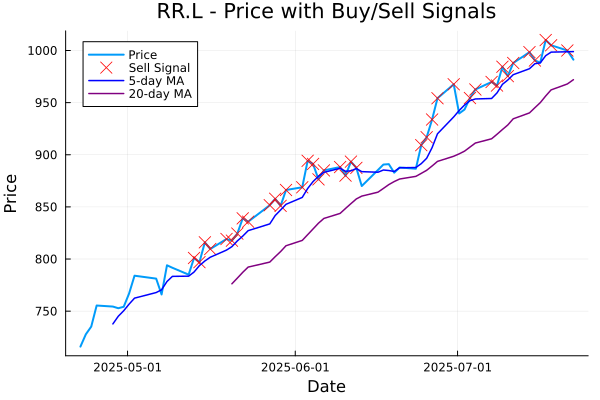 RR.L - Price with Buy/Sell Signals
Price
Sell Signal
5-day MA
20-day MA
1000
950
900
850
800
750
Price
2025-05-01
2025-06-01
2025-07-01
Date